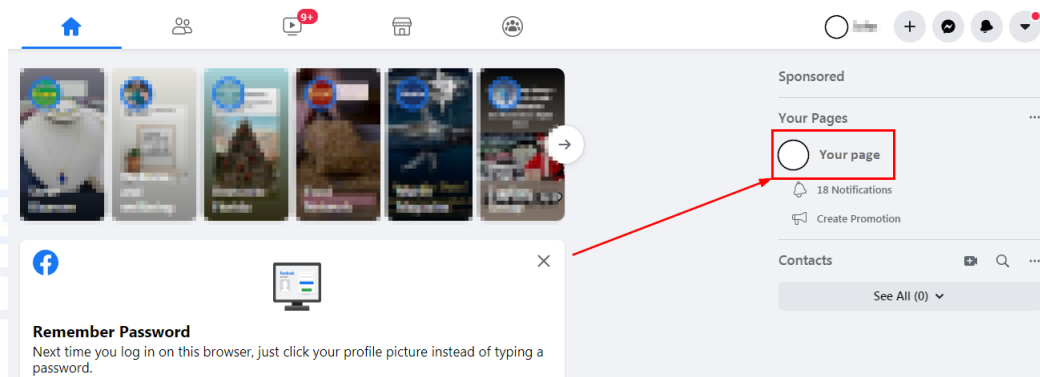 9+
Sponsored
Your Pages
Your page
18 Notifications
Create Promotion
Contacts
See All (0)
Remember Password
Next time you log in on this browser, just click your profile picture instead of typing a
password.